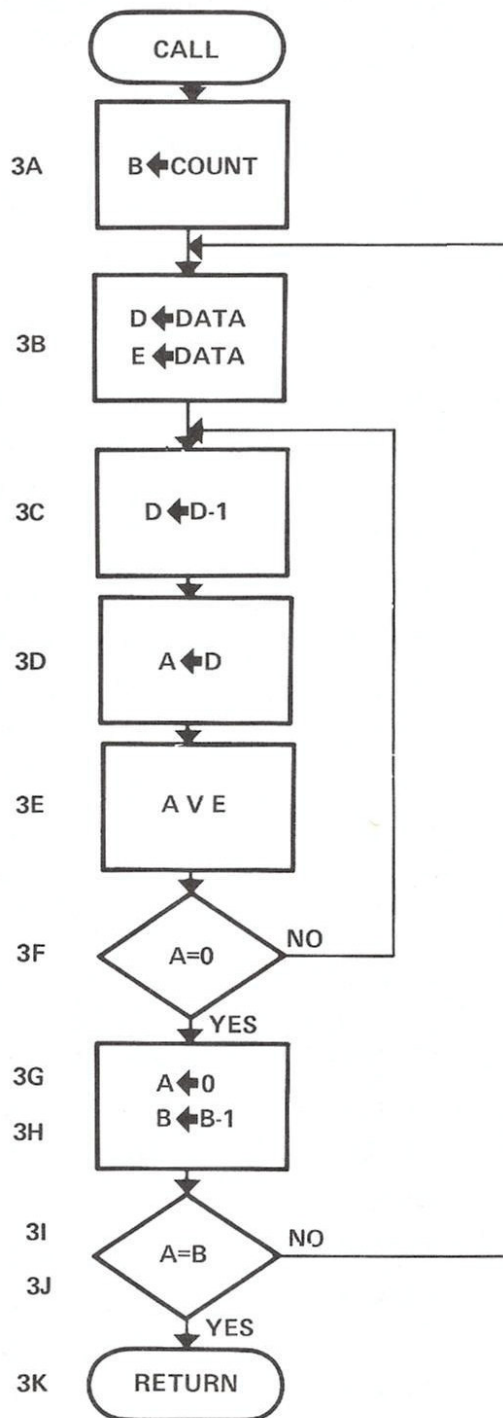 CALL
3A B←COUNT
3B D←DATA
E←DATA
3C D←D-1
3D A←D
3E A V E
3F A=0 NO
YES
3G A←0
3H B←B-1
3I A=B NO
3J
YES
3K RETURN